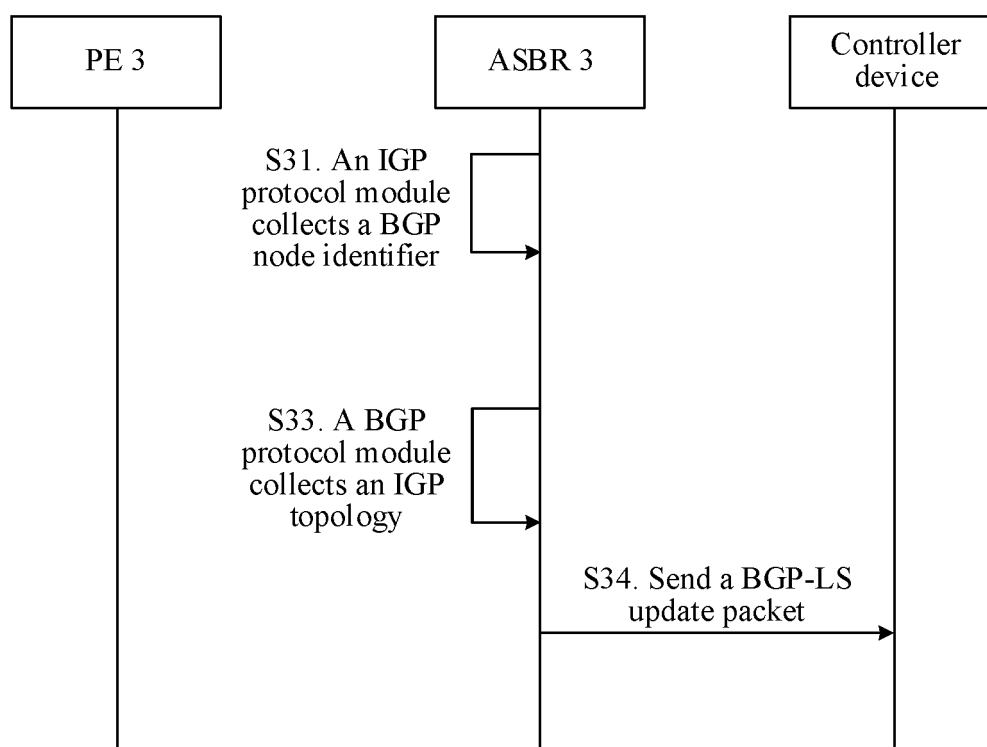 PE 3
ASBR 3
Controller
device
S31. An IGP
protocol module
collects a BGP
node identifier
S33. A BGP
protocol module
collects an IGP
topology
S34. Send a BGP-LS
update packet